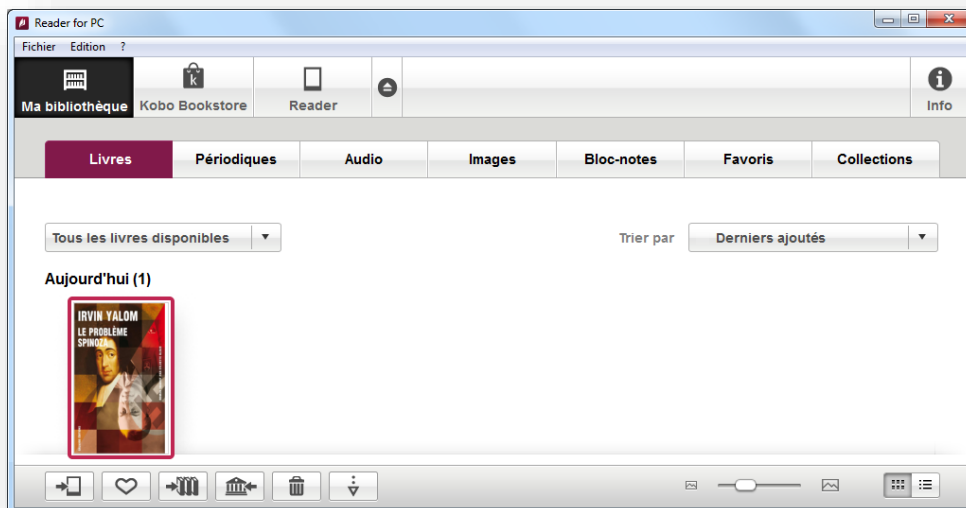 Reader for PC
Fichier Edition ?
Ma bibliothèque Kobo Bookstore Reader Info
Livres Périodiques Audio Images Bloc-notes Favoris Collections
Tous les livres disponibles Trier par Derniers ajoutés
Aujourd'hui (1)
IRVIN YALOM
LE PROBLÈME
SPINOZA